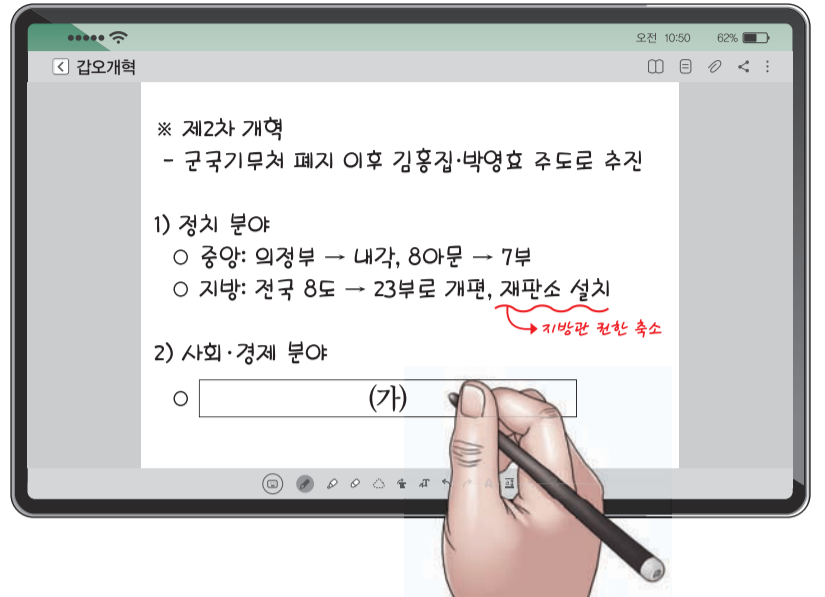 오전 10:50 62%
갑오개혁
※ 제2차 개혁
- 군국기무처 폐지 이후 김홍집·박영효 주도로 추진
1) 정치 분야
○ 중앙: 의정부 → 내각, 8아문 → 7부
○ 지방: 전국 8도 → 23부로 개편, 재판소 설치
→ 지방관 권한 축소
2) 사회·경제 분야
○ (가)